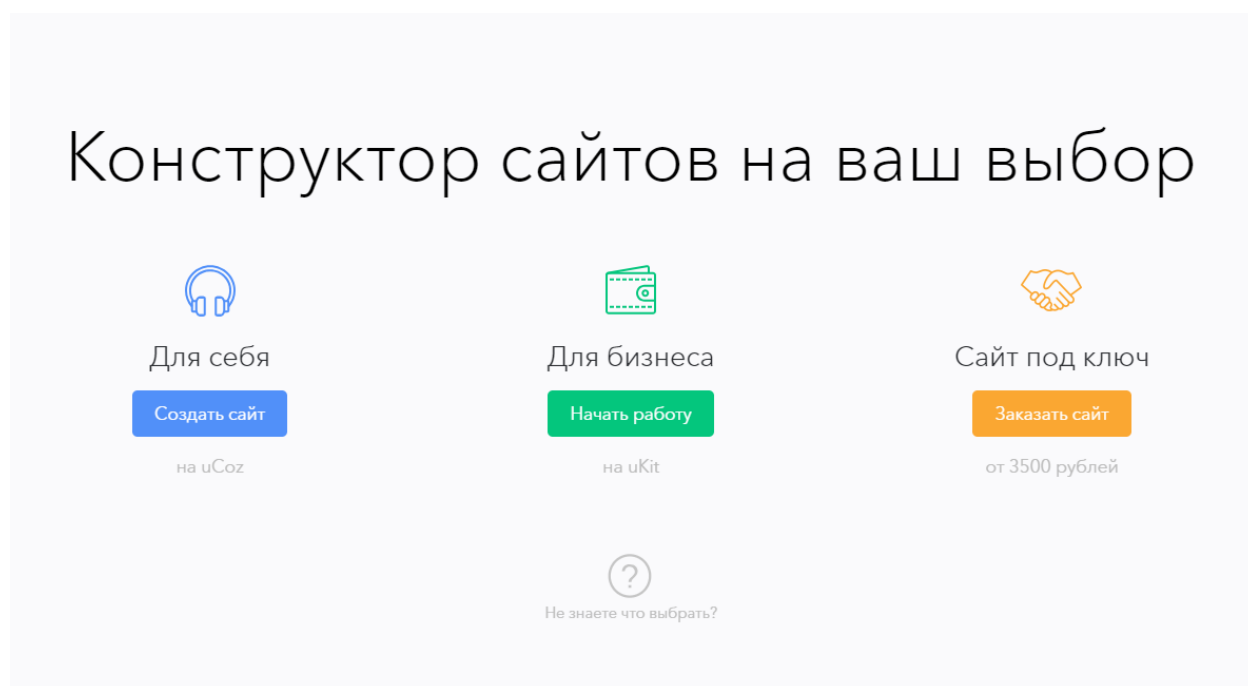 Конструктор сайтов на ваш выбор
Для себя
Создать сайт
на uCoz
Для бизнеса
Начать работу
на uKit
Сайт под ключ
Заказать сайт
от 3500 рублей
?
Не знаете что выбрать?